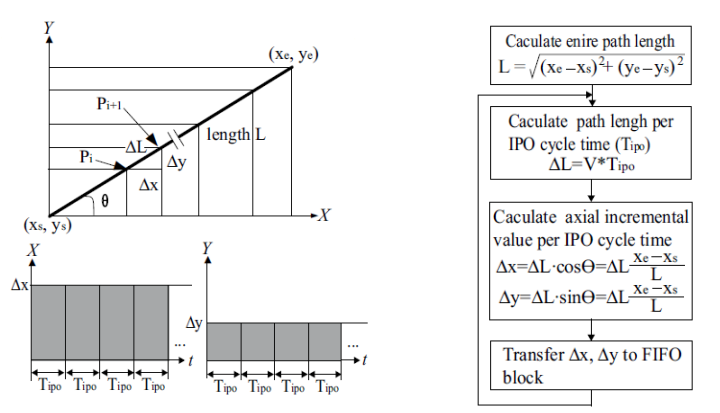 Y
(xe, ye)
Pi+1
length L
ΔL
Pi
Δy
Δx
θ
(xs, ys)
X
X
Δx
...
t
Tipo Tipo Tipo Tipo
Y
Δy
...
t
Tipo Tipo Tipo Tipo
Caculate enire path length
L=√(xe−xs)²+(ye−ys)²
Caculate path lengh per
IPO cycle time (Tipo)
ΔL=V*Tipo
Caculate axial incremental
value per IPO cycle time
Δx=ΔL·cosΘ=ΔL (xe−xs)/L
Δy=ΔL·sinΘ=ΔL (xe−xs)/L
Transfer Δx, Δy to FIFO
block